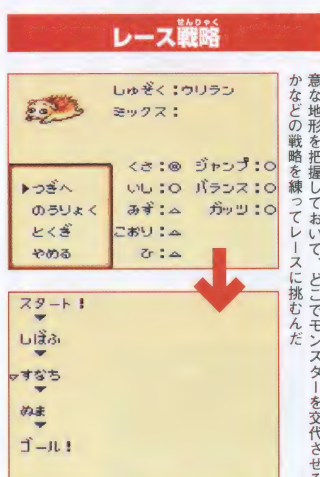 せんりゃく
レース戦略
しゅぞく:ウリラン
ミックス:
くさ:◎ ジャンプ:○
いし:○ バランス:○
みず:△ ガッツ:○
こおり:△
ひ:△
▶つぎへ
のうりょく
とくぎ
やめる
スタート!
しばふ
すなち
ぬま
ゴール!
意な地形を把握しておいて、どこでモンスターを交代させる
かなどの戦略を練ってレースに挑むんだ